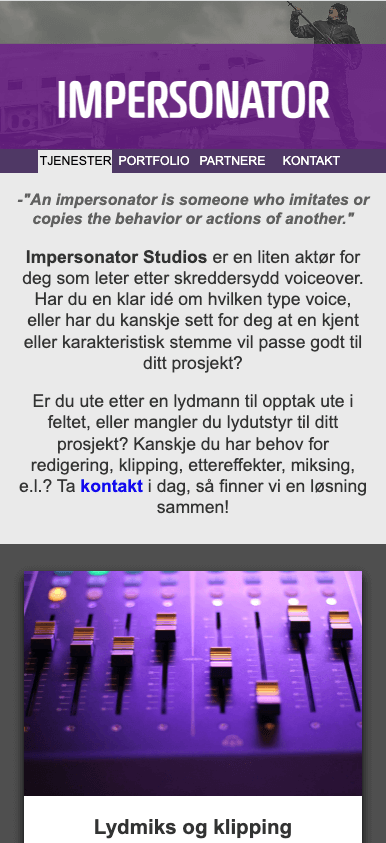 IMPERSONATOR
TJENESTER PORTFOLIO PARTNERE KONTAKT
-"An impersonator is someone who imitates or
copies the behavior or actions of another."
Impersonator Studios er en liten aktør for
deg som leter etter skreddersydd voiceover.
Har du en klar idé om hvilken type voice,
eller har du kanskje sett for deg at en kjent
eller karakteristisk stemme vil passe godt til
ditt prosjekt?
Er du ute etter en lydmann til opptak ute i
feltet, eller mangler du lydutstyr til ditt
prosjekt? Kanskje du har behov for
redigering, klipping, ettereffekter, miksing,
e.l.? Ta kontakt i dag, så finner vi en løsning
sammen!
Lydmiks og klipping